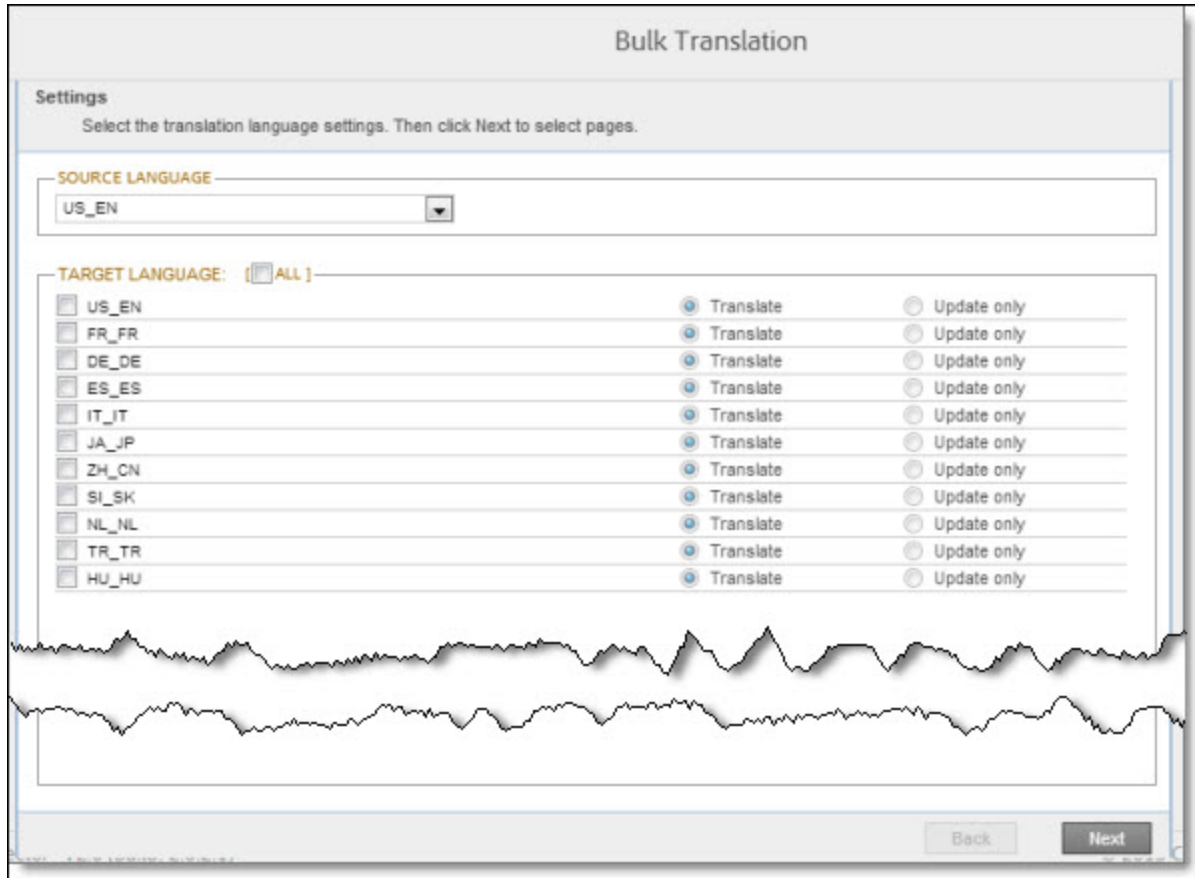 Bulk Translation
Settings
Select the translation language settings. Then click Next to select pages.
SOURCE LANGUAGE
US_EN
TARGET LANGUAGE: [ ALL ]
US_EN Translate Update only
FR_FR Translate Update only
DE_DE Translate Update only
ES_ES Translate Update only
IT_IT Translate Update only
JA_JP Translate Update only
ZH_CN Translate Update only
SI_SK Translate Update only
NL_NL Translate Update only
TR_TR Translate Update only
HU_HU Translate Update only
Back Next